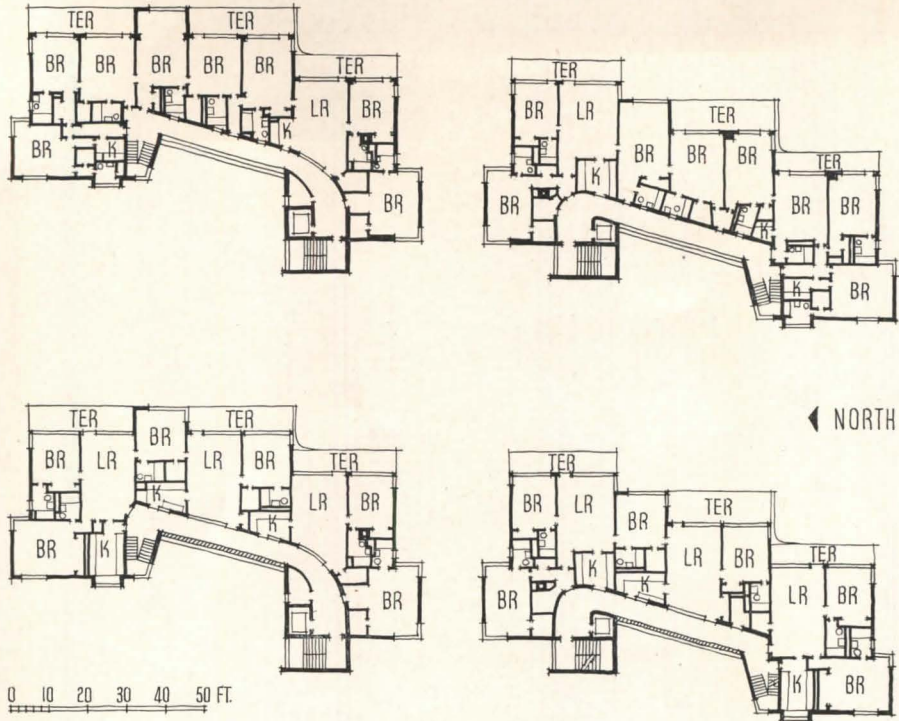 TER TER
BR BR BR BR BR
TER
LR BR
BR K K
BR
TER
BR LR
TER
BR BR BR
TER
BR BR
BR K
K
K BR
◀ NORTH
TER TER
BR LR BR LR BR
TER
K K LR BR
BR K
BR
TER
BR LR BR
TER
LR BR
TER
LR BR
BR K K
K BR
0 10 20 30 40 50 FT.